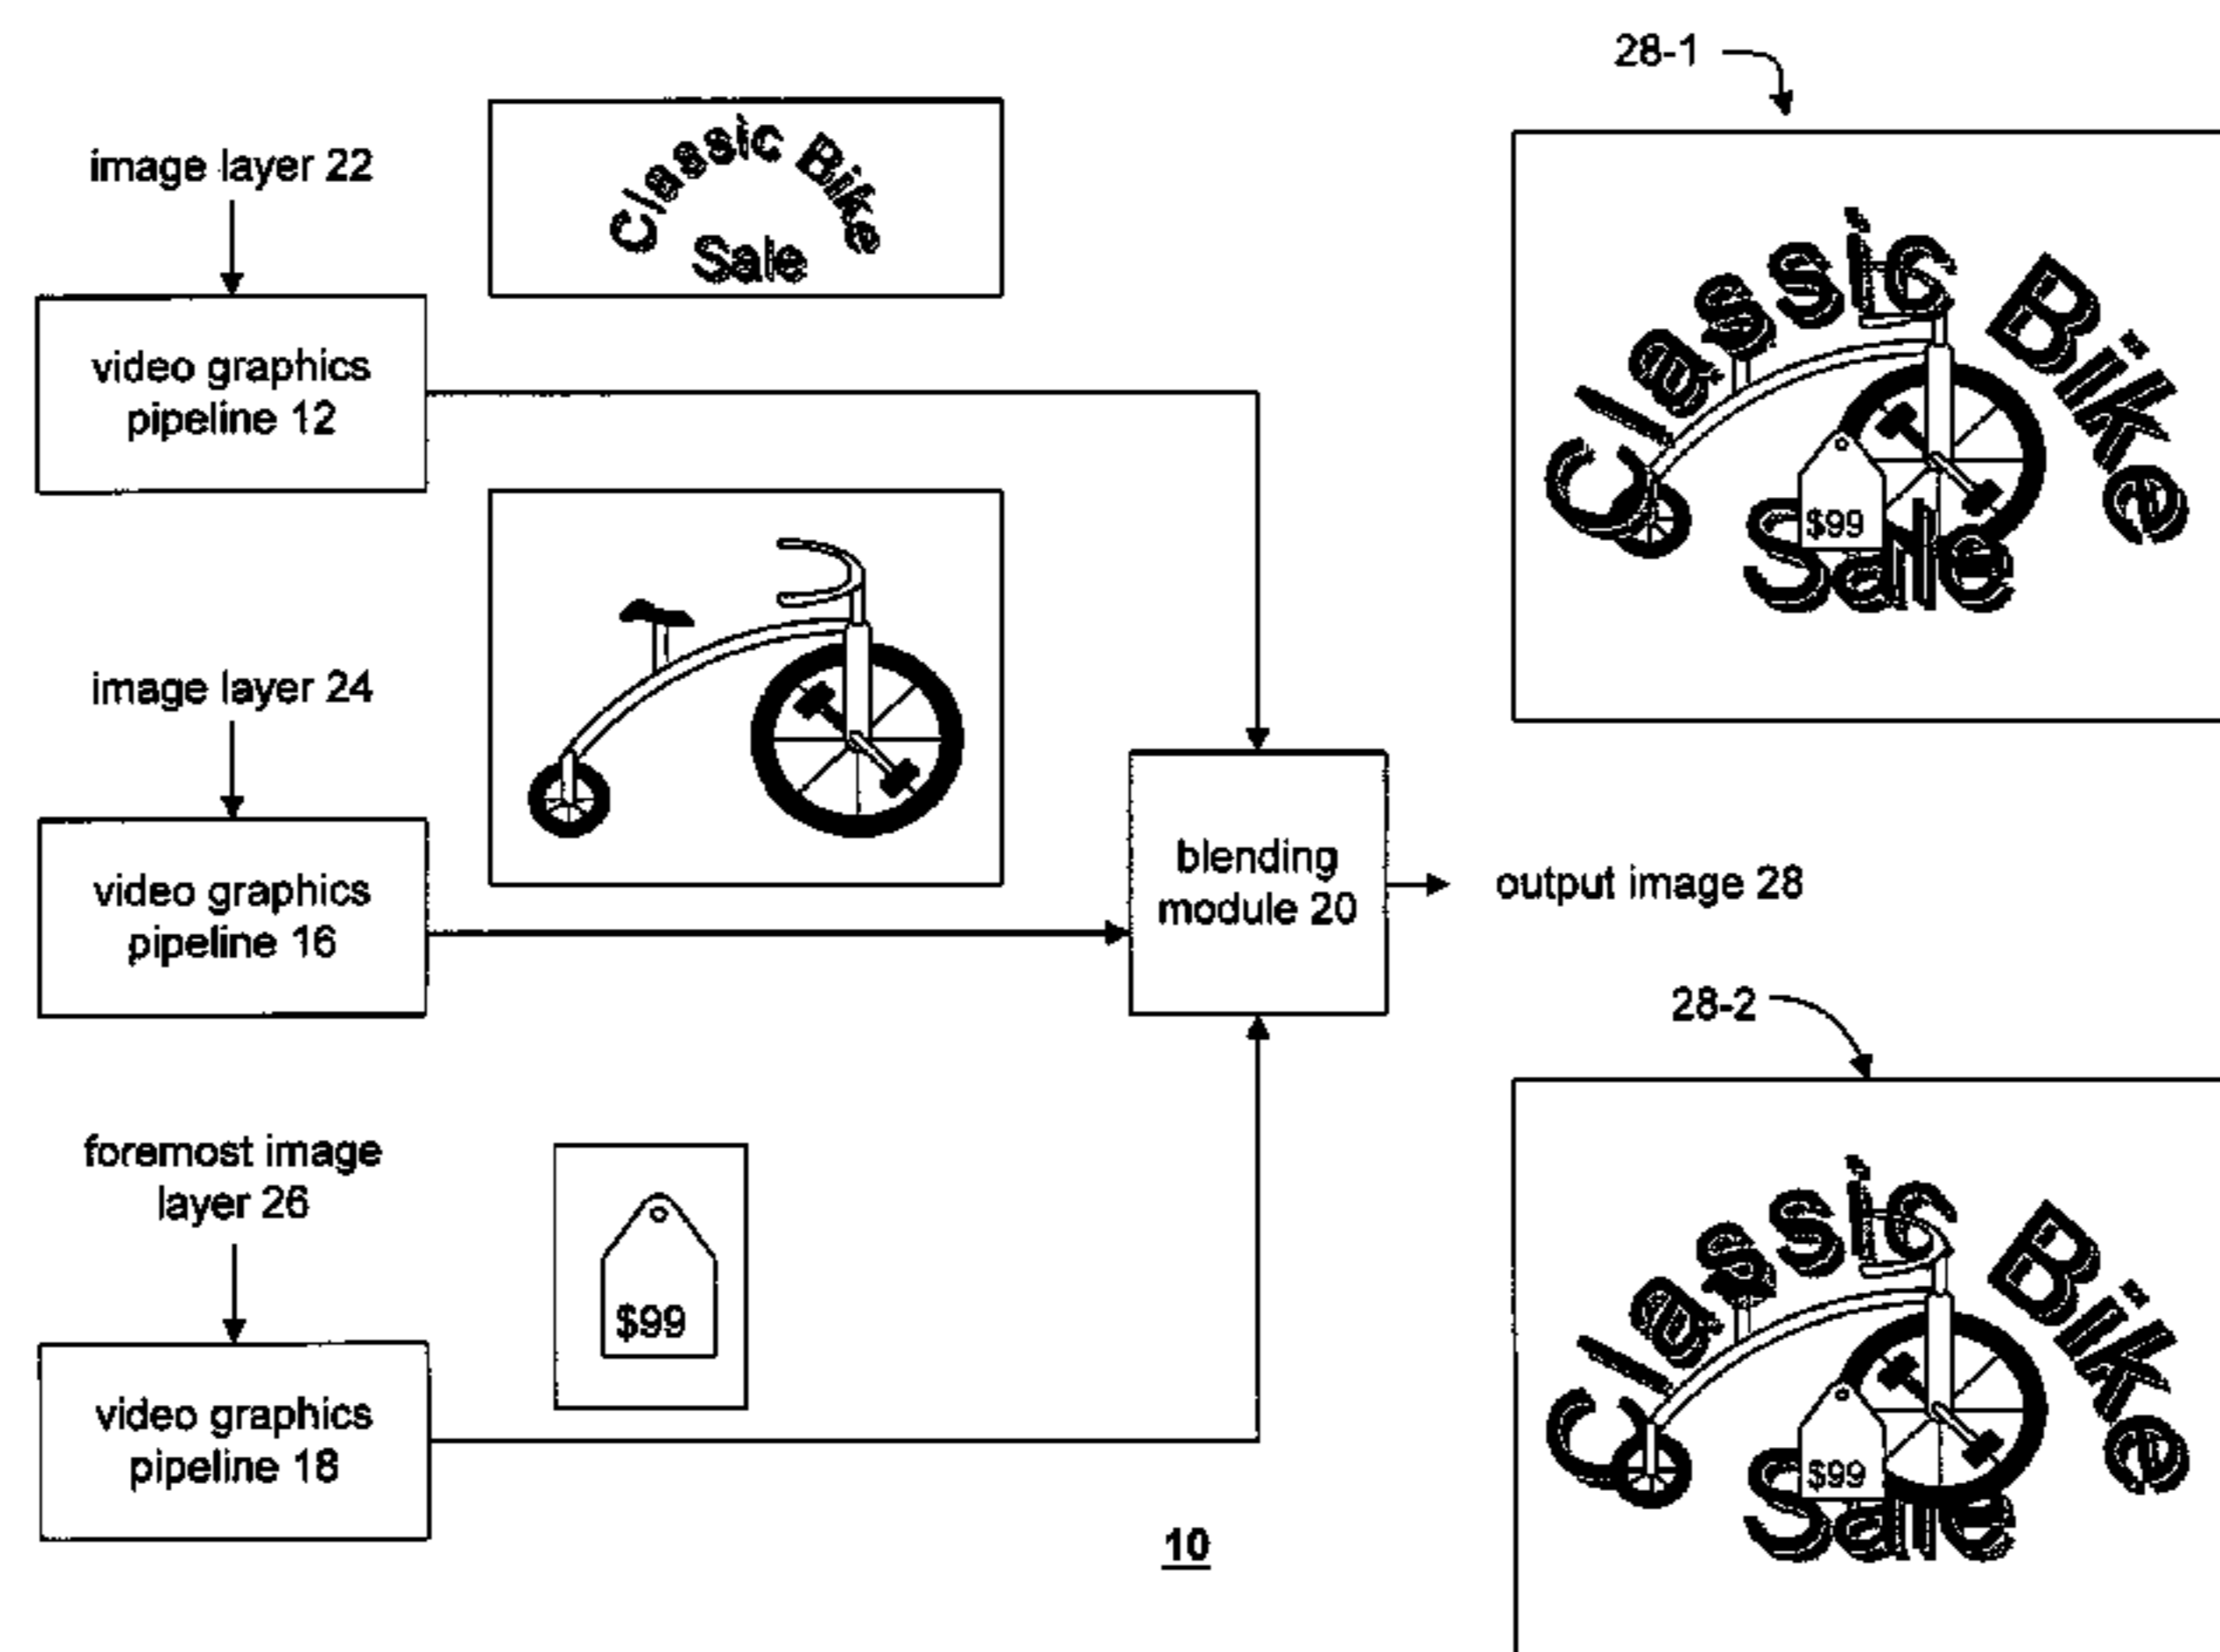 28-1
image layer 22
Classic Bike
Sale
video graphics
pipeline 12
Classic Bike
$99
Sale
image layer 24
video graphics
pipeline 16
blending
module 20
output image 28
28-2
foremost image
layer 26
$99
video graphics
pipeline 18
Classic Bike
$99
Sale
10